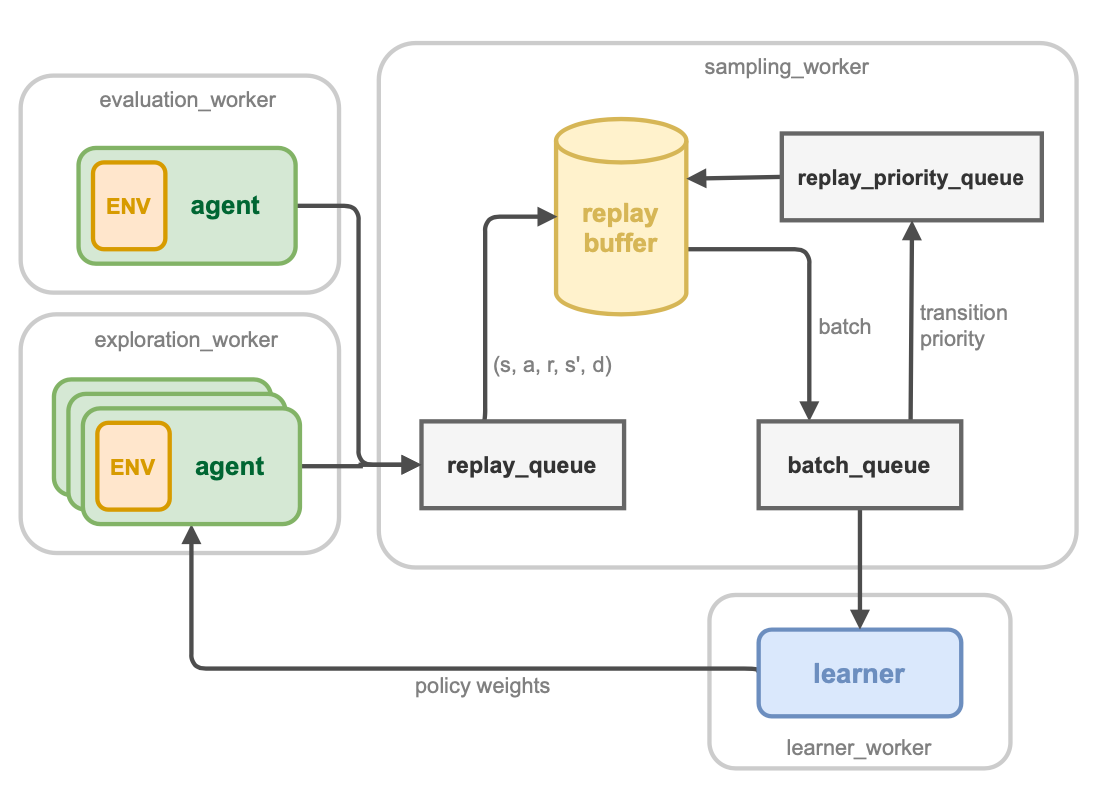 sampling_worker
evaluation_worker
ENV
agent
replay_priority_queue
replay
buffer
transition
priority
batch
exploration_worker
(s, a, r, s', d)
ENV
agent
replay_queue
batch_queue
learner
policy weights
learner_worker